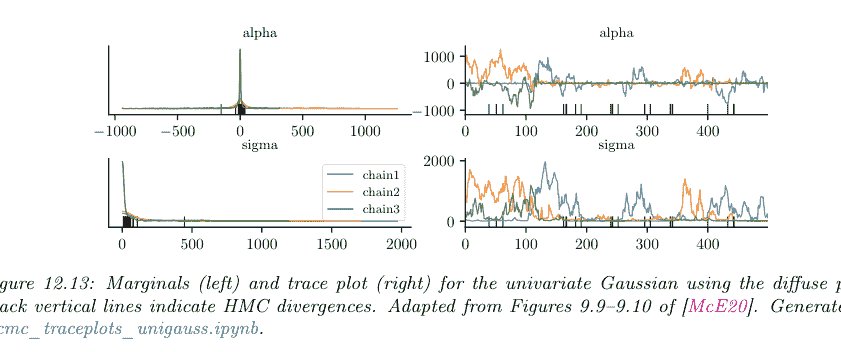 alpha
alpha
1000
0
−1000
−1000 −500 0 500 1000
0 100 200 300 400
sigma
sigma
chain1
chain2
chain3
2000
0
0 500 1000 1500 2000
0 100 200 300 400
gure 12.13: Marginals (left) and trace plot (right) for the univariate Gaussian using the diffuse p
ack vertical lines indicate HMC divergences. Adapted from Figures 9.9–9.10 of [McE20]. Generate
cmc_traceplots_unigauss.ipynb.